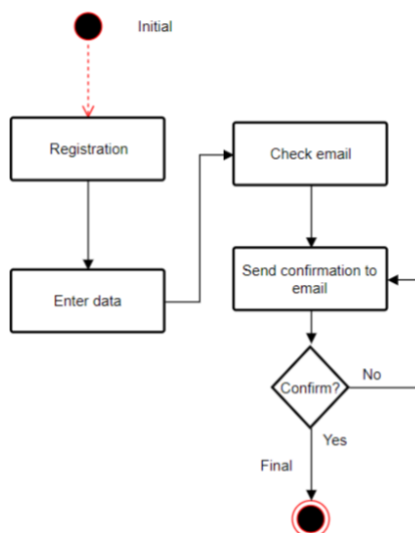 Initial
Registration
Check email
Enter data
Send confirmation to
email
Confirm?
No
Yes
Final